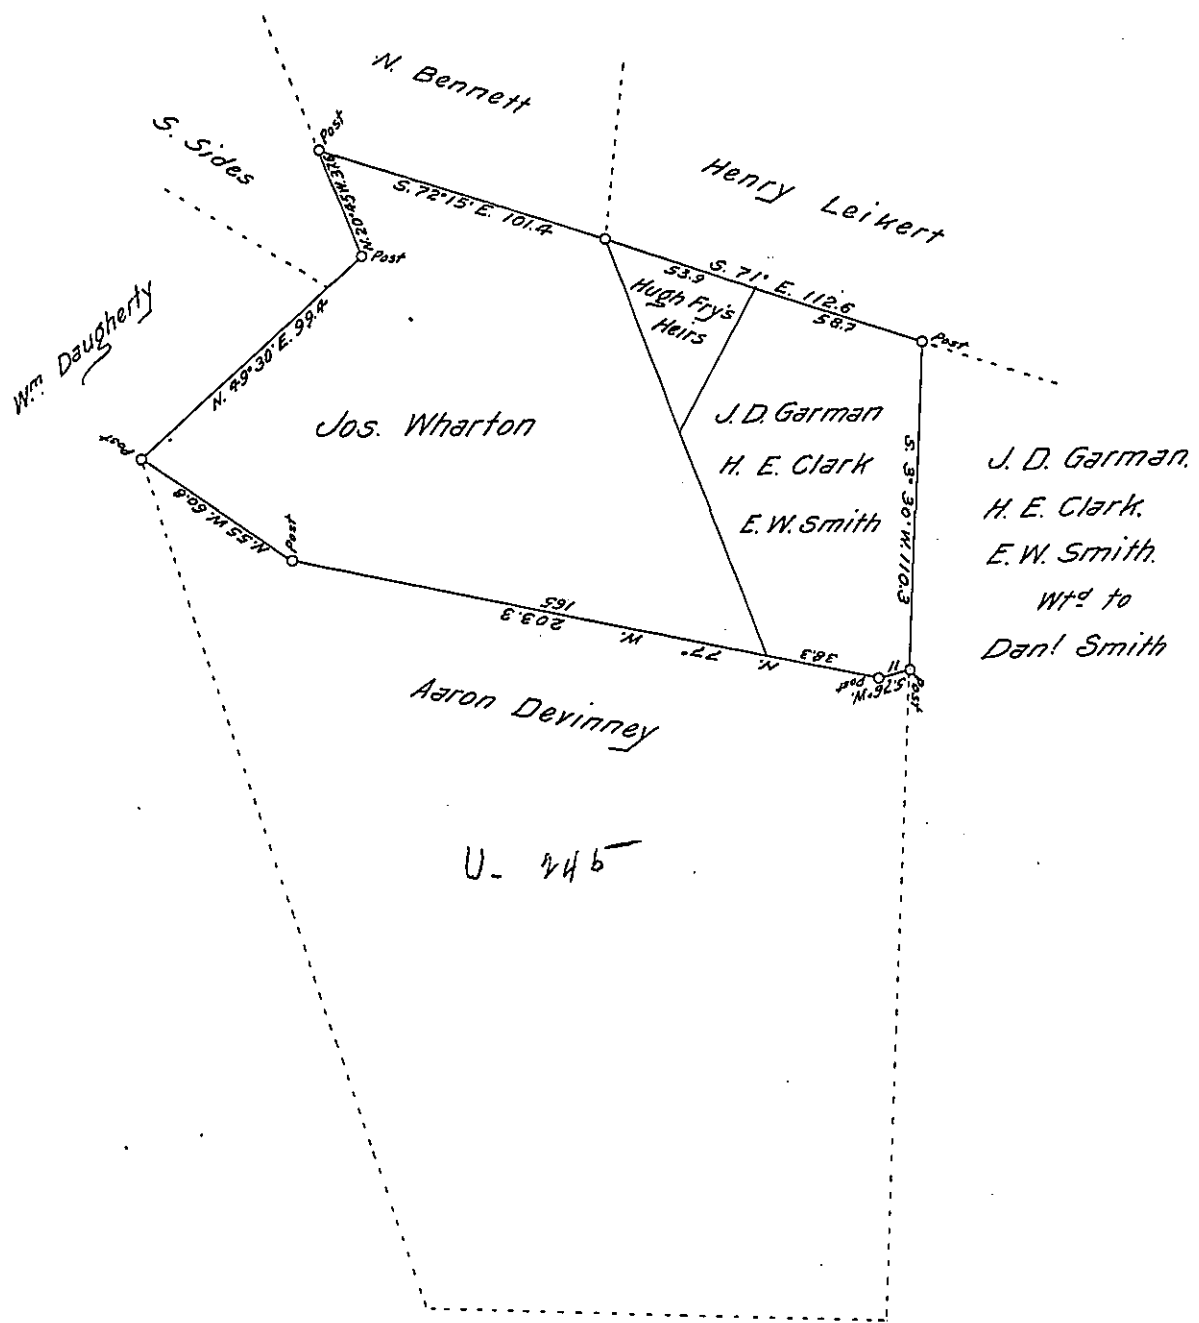 N. Bennett
S. Sides
Post
N. 20° 45' W. 37.6
S. 72° 15' E. 101.4
Henry Leikert
Post
Wm Daugherty
N. 49° 30' E. 99.4
53.9
S. 71° E. 112.6
58.7
Hugh Fry's
Heirs
Post
Jos. Wharton
J. D. Garman
H. E. Clark
E. W. Smith
S. 3° 30' W. 110.3
J. D. Garman.
H. E. Clark.
E. W. Smith.
Wtd to
Danl Smith
Post
N. 55 W. 60.8
Post
165
203.3
N. 77° W.
38.3
Post
11
S. 76° W.
Post
Aaron Devinney
U- 245